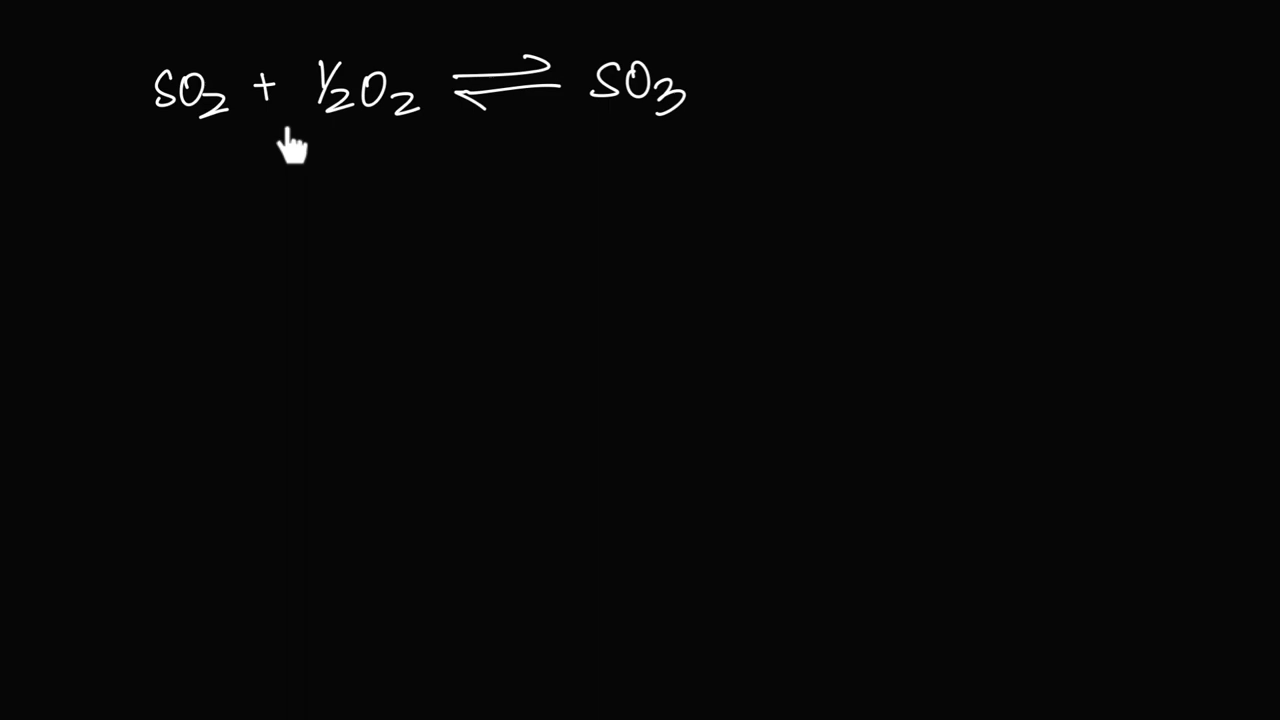 SO₂ + ½O₂ ⇌ SO₃